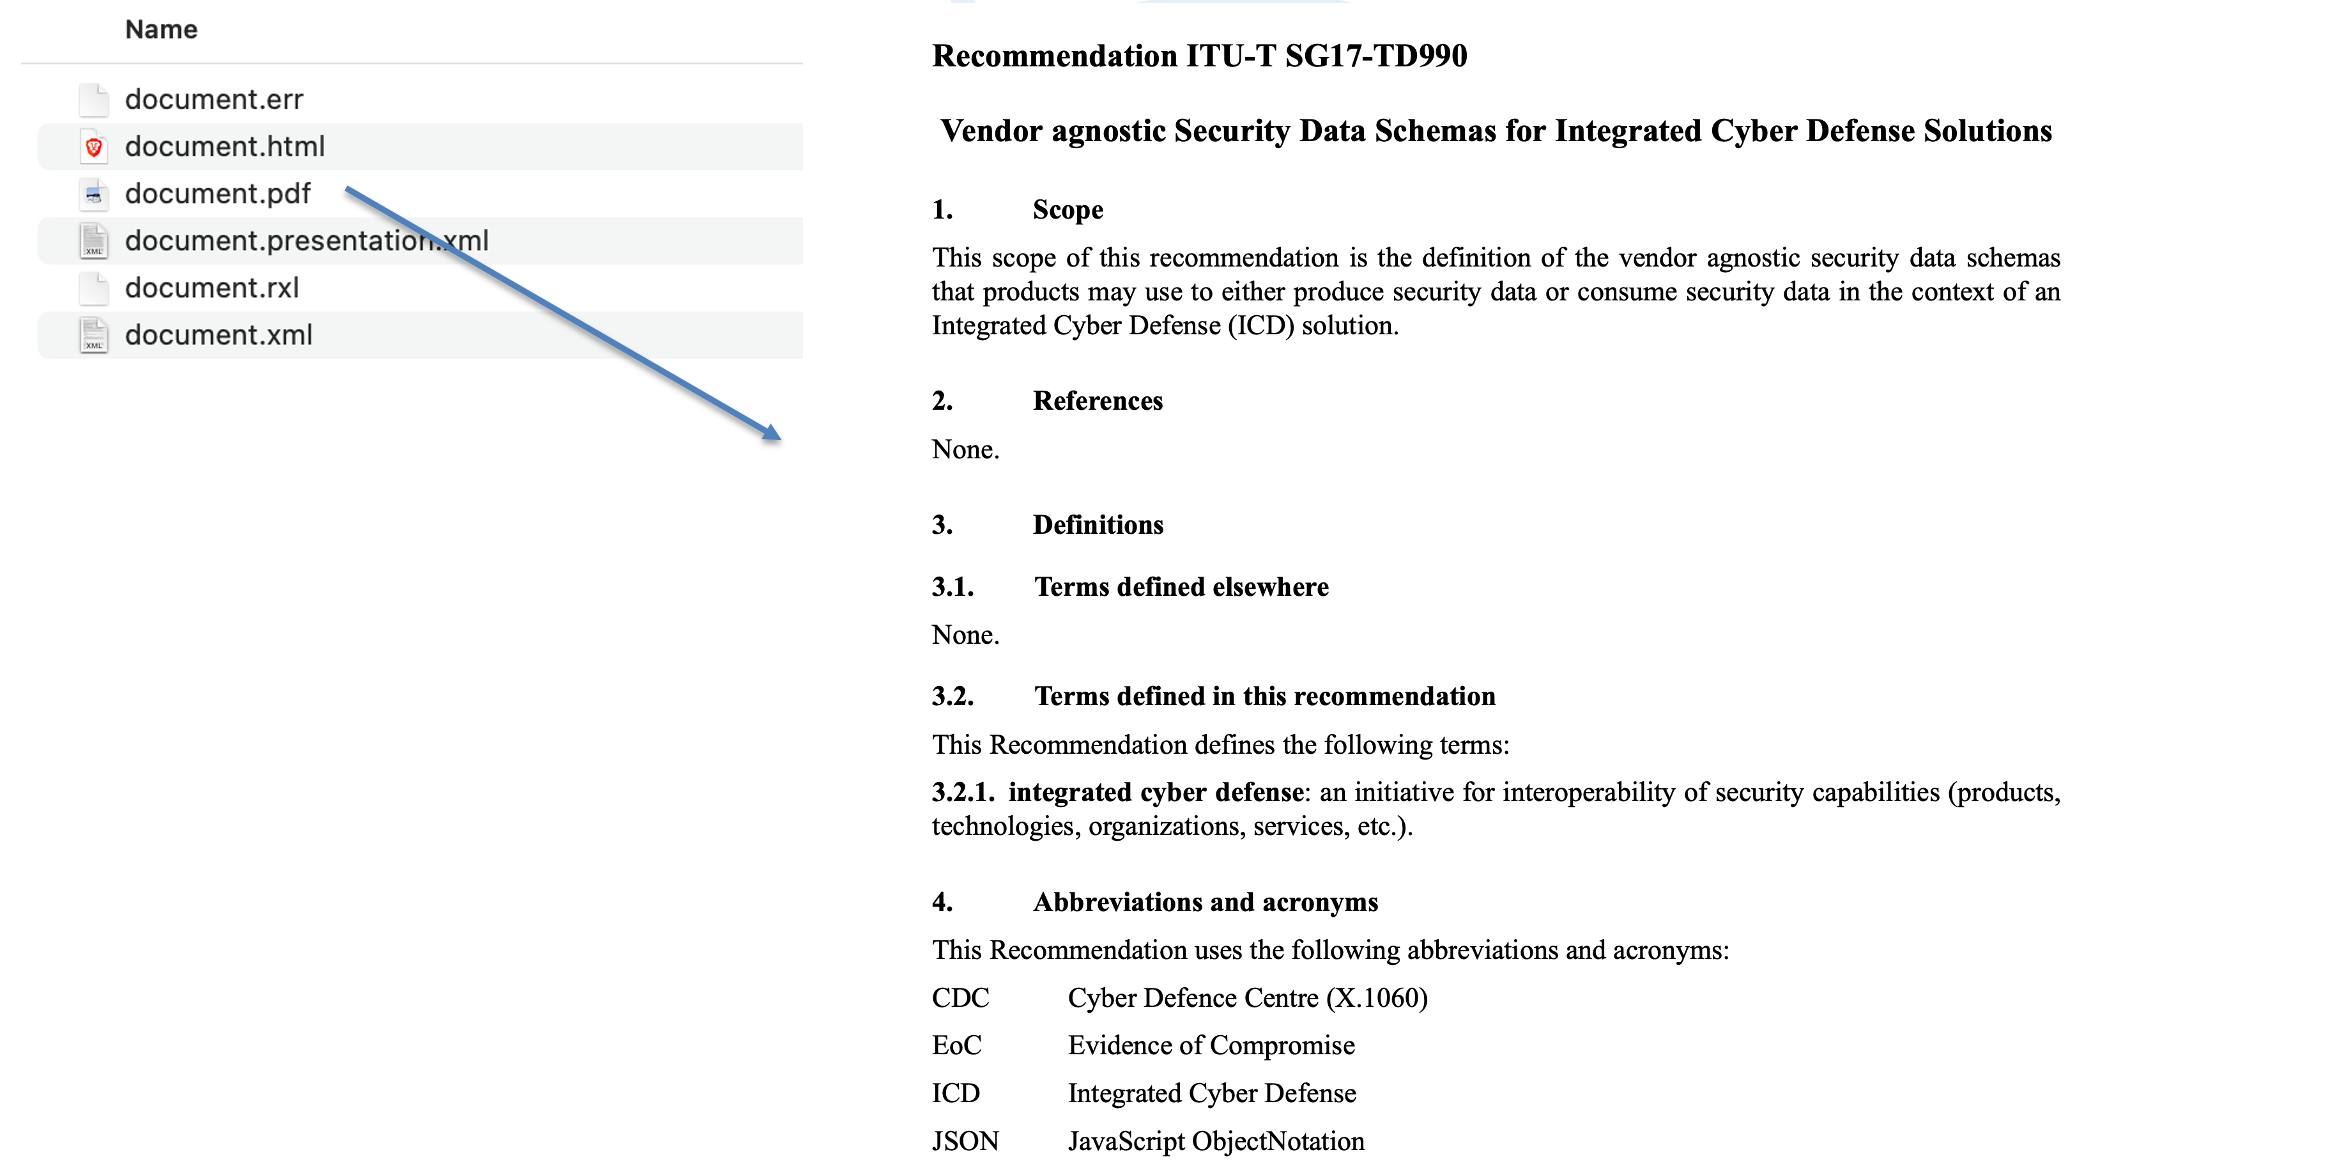 Name
document.err
document.html
document.pdf
document.presentation.xml
XML
document.rxl
document.xml
XML
Recommendation ITU-T SG17-TD990
Vendor agnostic Security Data Schemas for Integrated Cyber Defense Solutions
1. Scope
This scope of this recommendation is the definition of the vendor agnostic security data schemas
that products may use to either produce security data or consume security data in the context of an
Integrated Cyber Defense (ICD) solution.
2. References
None.
3. Definitions
3.1. Terms defined elsewhere
None.
3.2. Terms defined in this recommendation
This Recommendation defines the following terms:
3.2.1. integrated cyber defense: an initiative for interoperability of security capabilities (products,
technologies, organizations, services, etc.).
4. Abbreviations and acronyms
This Recommendation uses the following abbreviations and acronyms:
CDC Cyber Defence Centre (X.1060)
EoC Evidence of Compromise
ICD Integrated Cyber Defense
JSON JavaScript ObjectNotation